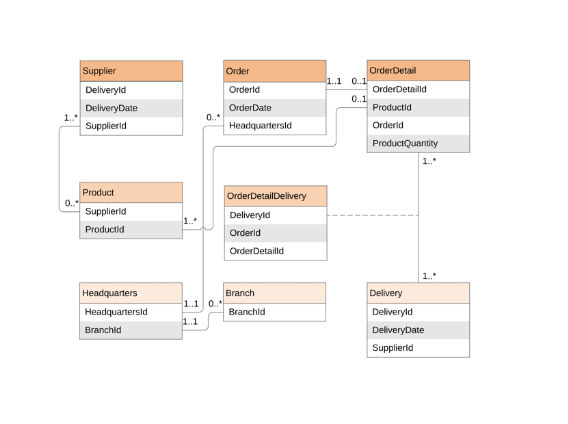 Supplier
DeliveryId
DeliveryDate
SupplierId
1..*
Order
OrderId
OrderDate
HeadquartersId
1..1
0..*
OrderDetail
OrderDetailId
ProductId
OrderId
ProductQuantity
0..1
0..1
1..*
Product
SupplierId
ProductId
0..*
1..*
OrderDetailDelivery
DeliveryId
OrderId
OrderDetailId
Headquarters
HeadquartersId
BranchId
1..1
1..1
Branch
BranchId
0..*
Delivery
DeliveryId
DeliveryDate
SupplierId
1..*